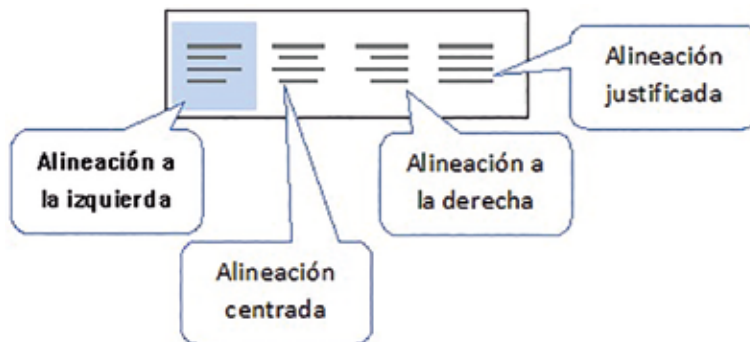 Alineación a
la izquierda
Alineación
centrada
Alineación a
la derecha
Alineación
justificada